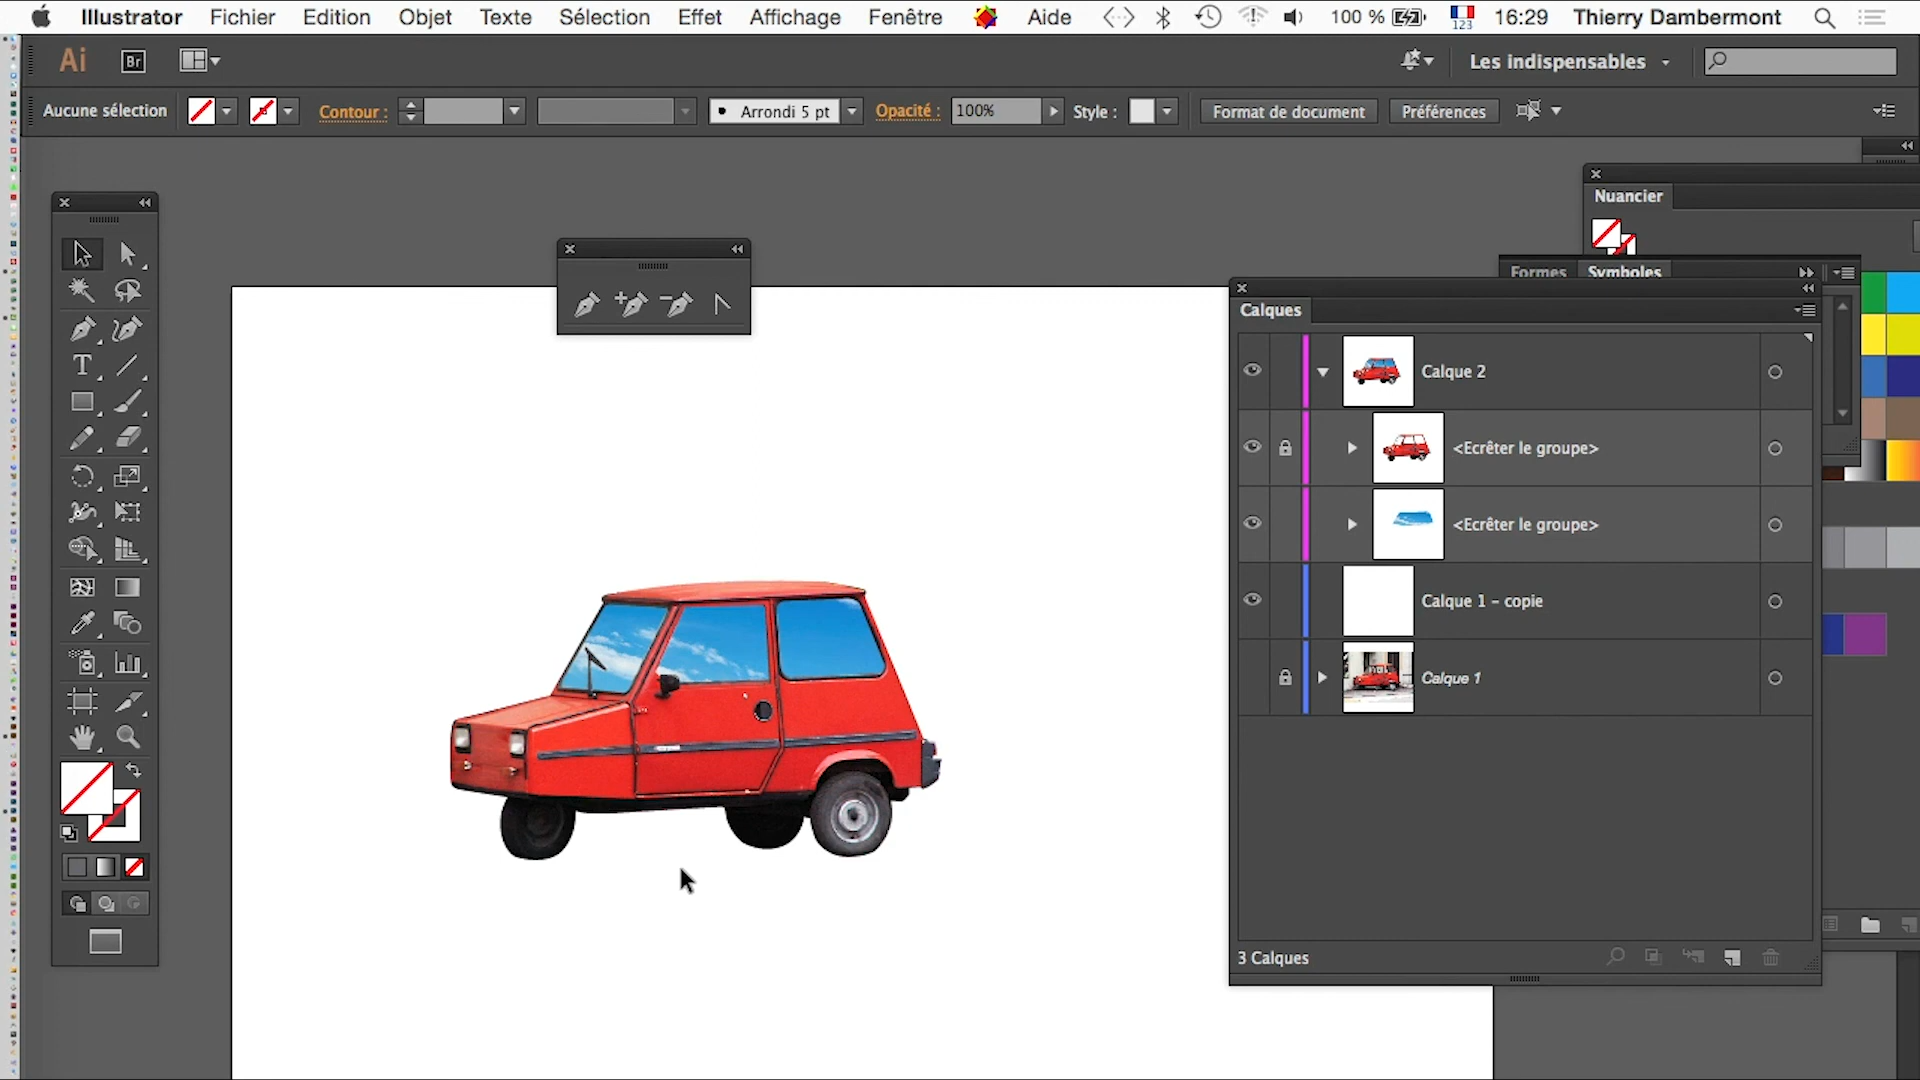 Illustrator Fichier Edition Objet Texte Sélection Effet Affichage Fenêtre Aide 100 % 123 16:29 Thierry Dambermont
Ai Br Les indispensables
Aucune sélection Contour : Arrondi 5 pt Opacité : 100% Style : Format de document Préférences
Nuancier
Formes Symboles
Calques
Calque 2
<Ecrêter le groupe>
<Ecrêter le groupe>
Calque 1 - copie
Calque 1
3 Calques